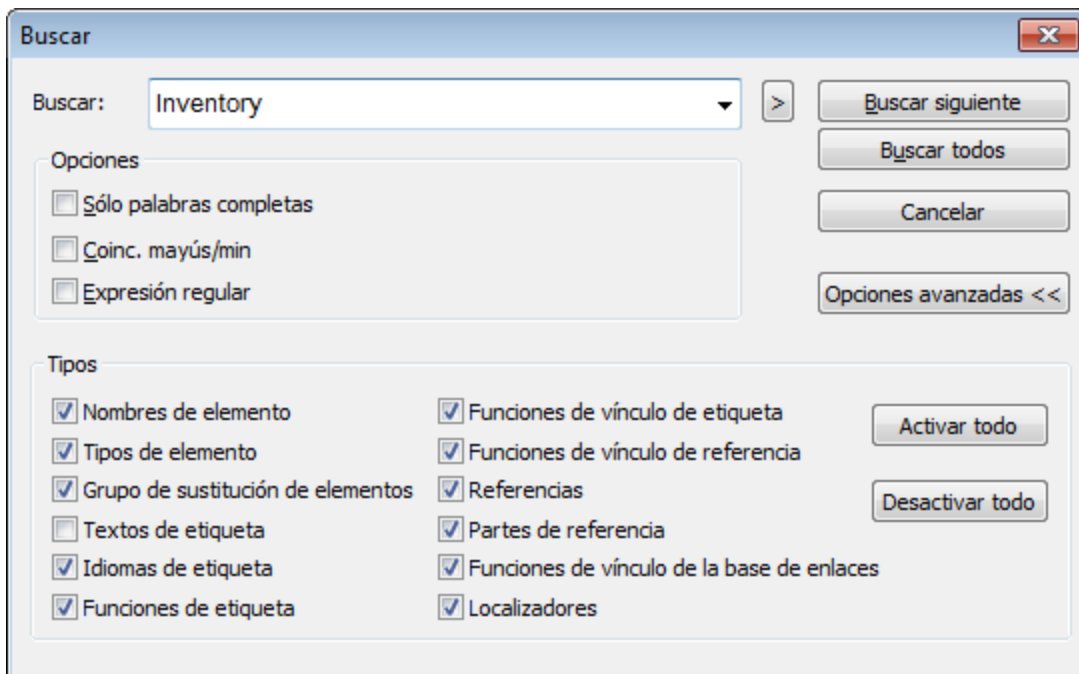 Buscar
Buscar: Inventory > Buscar siguiente
Buscar todos
Opciones
Sólo palabras completas
Cancelar
Coinc. mayús/min
Expresión regular
Opciones avanzadas <<
Tipos
Nombres de elemento
Tipos de elemento
Grupo de sustitución de elementos
Textos de etiqueta
Idiomas de etiqueta
Funciones de etiqueta
Funciones de vínculo de etiqueta
Funciones de vínculo de referencia
Referencias
Partes de referencia
Funciones de vínculo de la base de enlaces
Localizadores
Activar todo
Desactivar todo